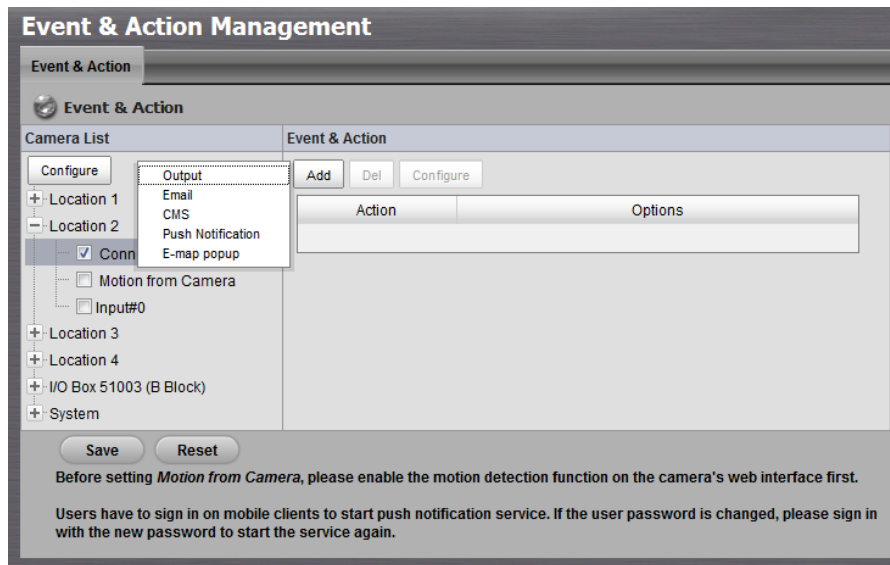 Event & Action Management
Event & Action
Event & Action
Camera List
Event & Action
Configure
Output
Email
CMS
Push Notification
E-map popup
Add
Del
Configure
Action
Options
Location 1
Location 2
Conn
Motion from Camera
Input#0
Location 3
Location 4
I/O Box 51003 (B Block)
System
Save
Reset
Before setting Motion from Camera, please enable the motion detection function on the camera's web interface first.
Users have to sign in on mobile clients to start push notification service. If the user password is changed, please sign in
with the new password to start the service again.